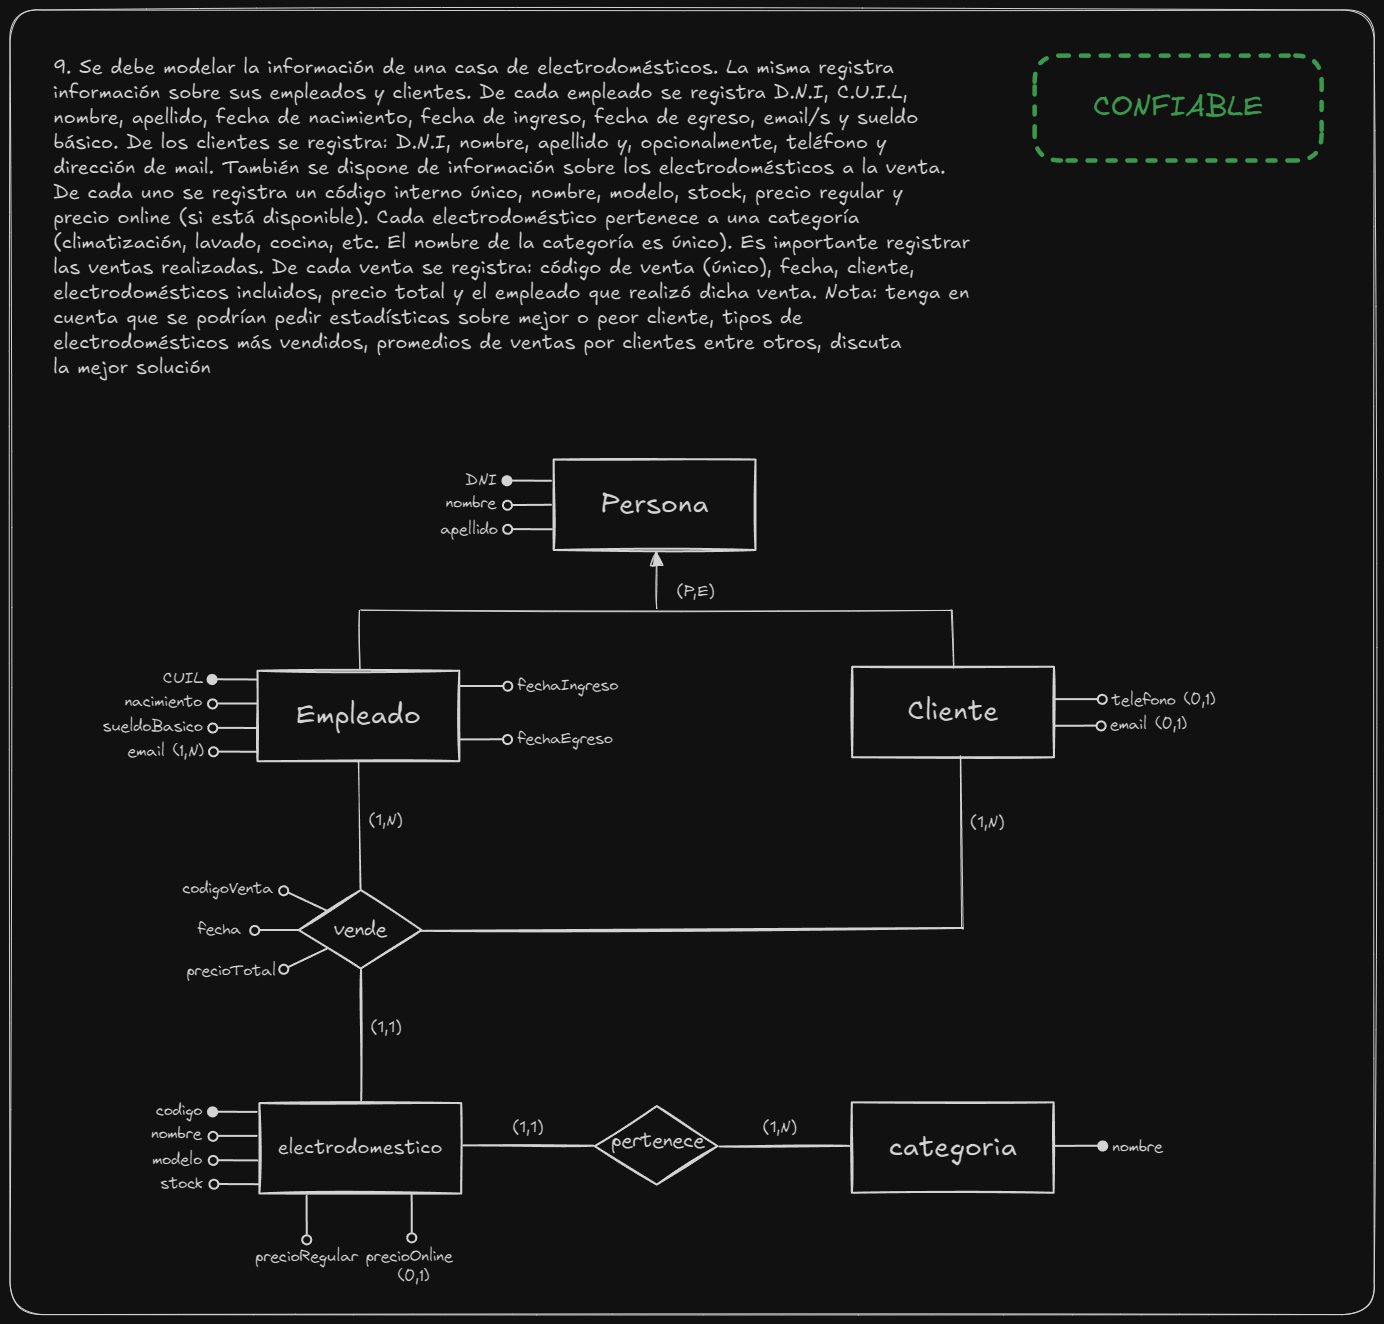 9. Se debe modelar la información de una casa de electrodomésticos. La misma registra
información sobre sus empleados y clientes. De cada empleado se registra D.N.I, C.U.I.L,
nombre, apellido, fecha de nacimiento, fecha de ingreso, fecha de egreso, email/s y sueldo
básico. De los clientes se registra: D.N.I, nombre, apellido y, opcionalmente, teléfono y
dirección de mail. También se dispone de información sobre los electrodomésticos a la venta.
De cada uno se registra un código interno único, nombre, modelo, stock, precio regular y
precio online (si está disponible). Cada electrodoméstico pertenece a una categoría
(climatización, lavado, cocina, etc. El nombre de la categoría es único). Es importante registrar
las ventas realizadas. De cada venta se registra: código de venta (único), fecha, cliente,
electrodomésticos incluidos, precio total y el empleado que realizó dicha venta. Nota: tenga en
cuenta que se podrían pedir estadísticas sobre mejor o peor cliente, tipos de
electrodomésticos más vendidos, promedios de ventas por clientes entre otros, discuta
la mejor solución
CONFIABLE
DNI
nombre
apellido
Persona
(P,E)
CUIL
nacimiento
sueldoBasico
email (1,N)
Empleado
fechaIngreso
fechaEgreso
Cliente
telefono (0,1)
email (0,1)
(1,N)
(1,N)
codigoVenta
fecha
precioTotal
vende
(1,1)
codigo
nombre
modelo
stock
electrodomestico
(1,1)
pertenece
(1,N)
categoria
nombre
precioRegular
precioOnline
(0,1)